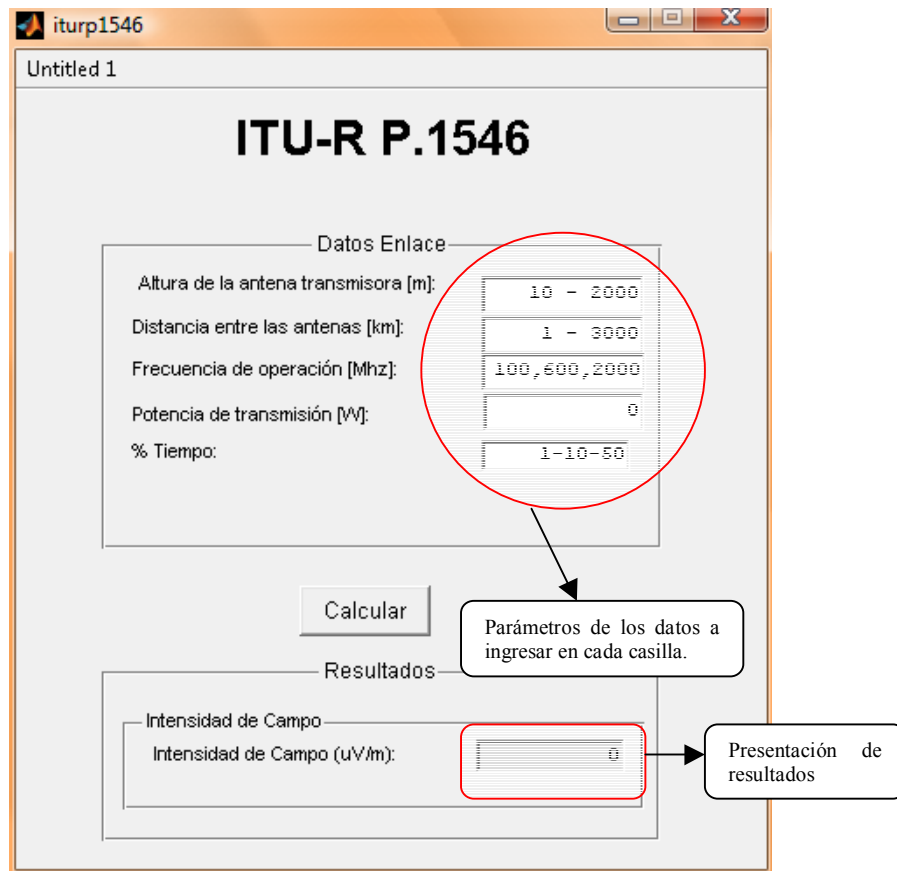 iturp1546
Untitled 1
ITU-R P.1546
Datos Enlace
Altura de la antena transmisora [m]:
10 - 2000
Distancia entre las antenas [km]:
1 - 3000
Frecuencia de operación [Mhz]:
100,600,2000
Potencia de transmisión [W]:
0
% Tiempo:
1-10-50
Calcular
Parámetros de los datos a
ingresar en cada casilla.
Resultados
Intensidad de Campo
Intensidad de Campo (uV/m):
0
Presentación de
resultados